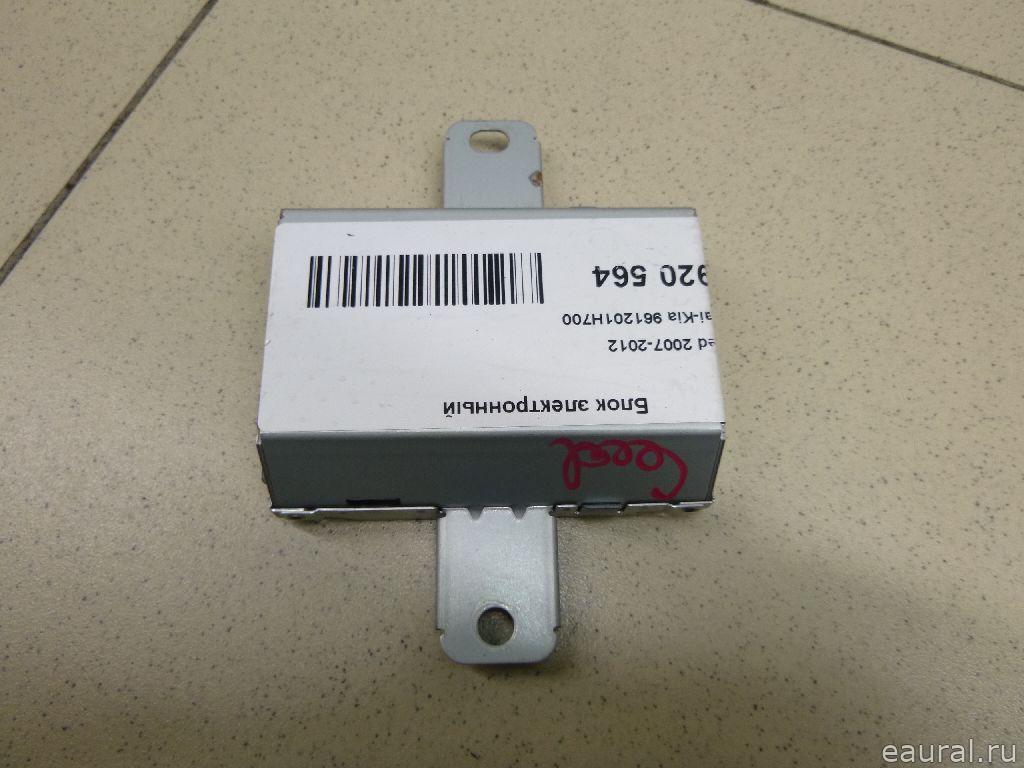 Блок электронный
ed 2007-2012
ai-Kia 961201H700
920 564
Ceed
eaural.ru